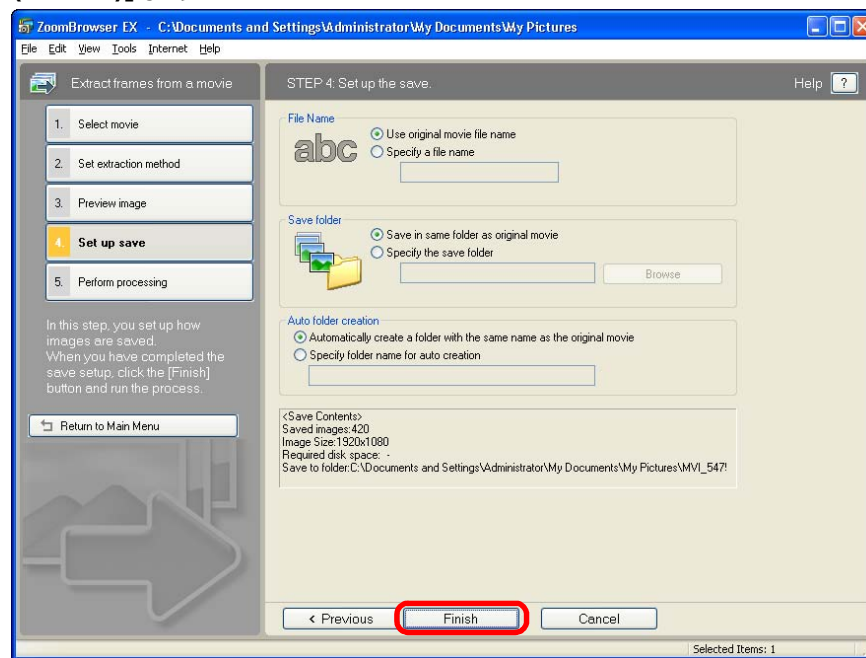 ZoomBrowser EX - C:\Documents and Settings\Administrator\My Documents\My Pictures
File Edit View Tools Internet Help
Extract frames from a movie
STEP 4: Set up the save.
Help ?
1. Select movie
2. Set extraction method
3. Preview image
4. Set up save
5. Perform processing
In this step, you set up how
images are saved.
When you have completed the
save setup, click the [Finish]
button and run the process.
Return to Main Menu
File Name
abc
Use original movie file name
Specify a file name
Save folder
Save in same folder as original movie
Specify the save folder
Browse
Auto folder creation
Automatically create a folder with the same name as the original movie
Specify folder name for auto creation
<Save Contents>
Saved images:420
Image Size:1920x1080
Required disk space: -
Save to folder:C:\Documents and Settings\Administrator\My Documents\My Pictures\MVI_547
< Previous
Finish
Cancel
Selected Items: 1